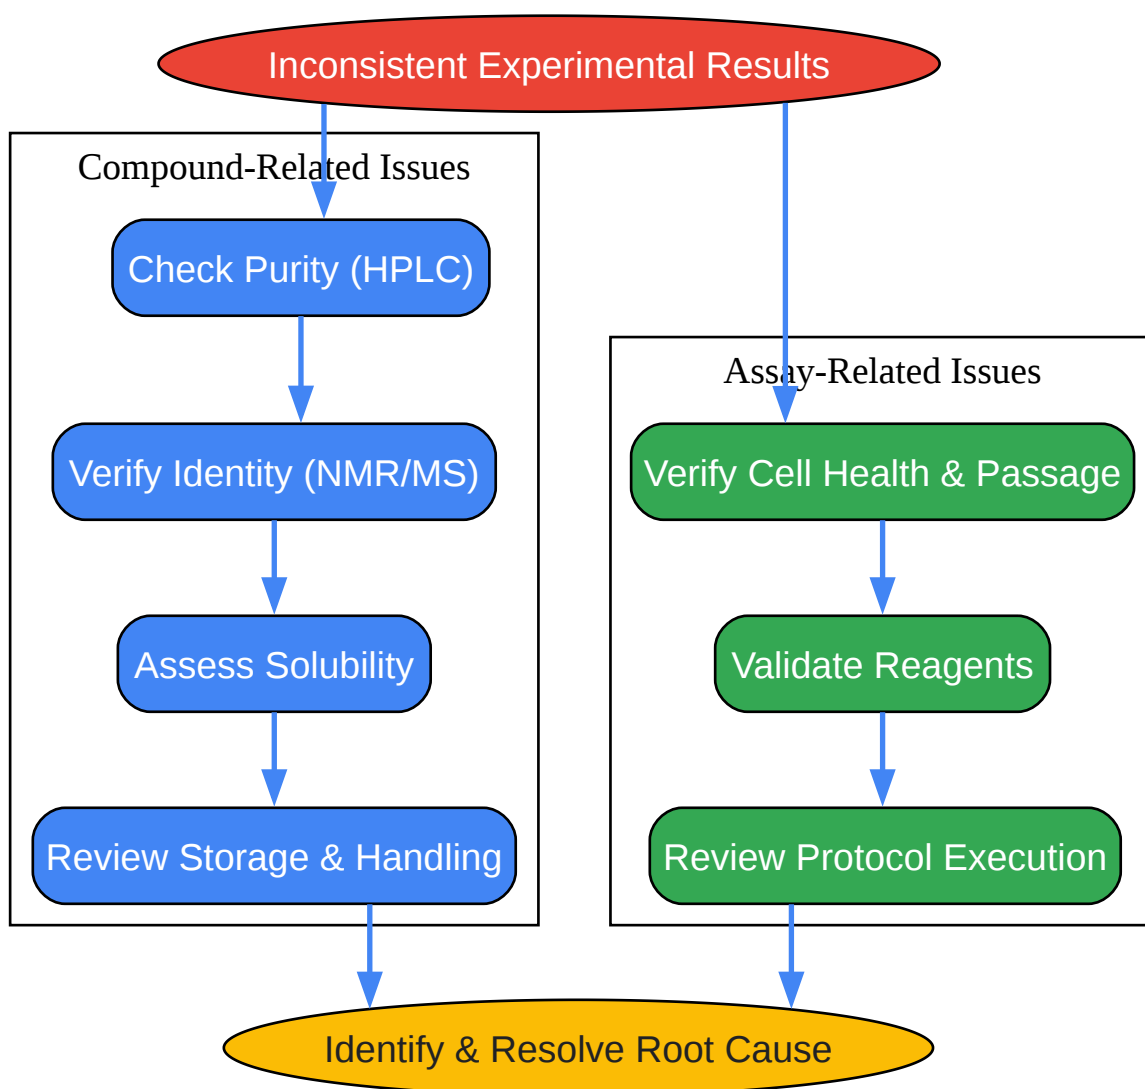 Inconsistent Experimental Results
Compound-Related Issues
Check Purity (HPLC)
Verify Identity (NMR/MS)
Assess Solubility
Review Storage & Handling
Assay-Related Issues
Verify Cell Health & Passage
Validate Reagents
Review Protocol Execution
Identify & Resolve Root Cause